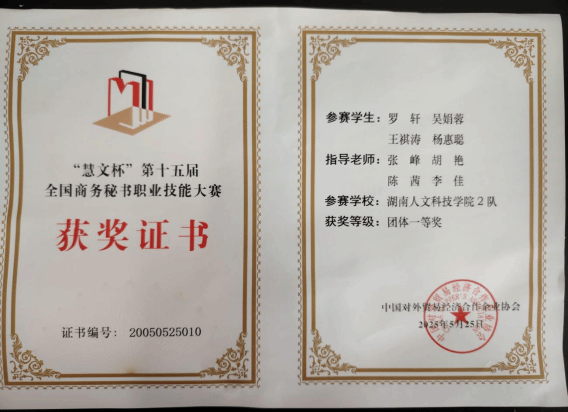 “慧文杯”第十五届
全国商务秘书职业技能大赛
获奖证书
证书编号: 20050525010
参赛学生: 罗 轩 吴娟蓉
王祺涛 杨惠聪
指导老师: 张 峰 胡 艳
陈 茜 李 佳
参赛学校: 湖南人文科技学院2队
获奖等级: 团体一等奖
中国对外贸易经济合作企业协会
2025年5月25日